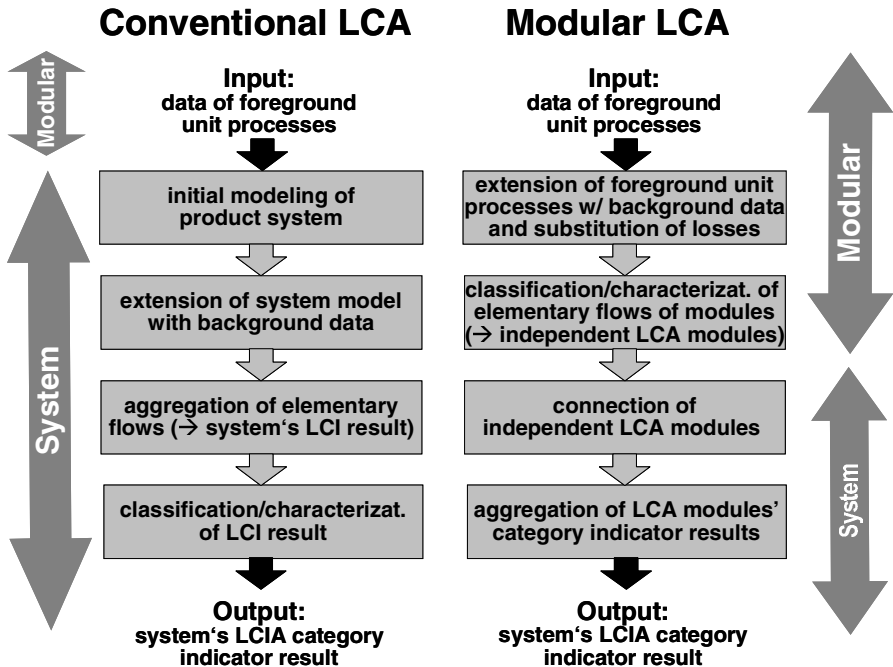 Conventional LCA
Modular
Input:
data of foreground
unit processes
initial modeling of
product system
extension of system model
with background data
aggregation of elementary
flows (→ system‘s LCI result)
classification/characterizat.
of LCI result
System
Output:
system‘s LCIA category
indicator result
Modular LCA
Input:
data of foreground
unit processes
extension of foreground unit
processes w/ background data
and substitution of losses
classification/characterizat. of
elementary flows of modules
(→ independent LCA modules)
connection of
independent LCA modules
aggregation of LCA modules’
category indicator results
Output:
system‘s LCIA category
indicator result
Modular
System